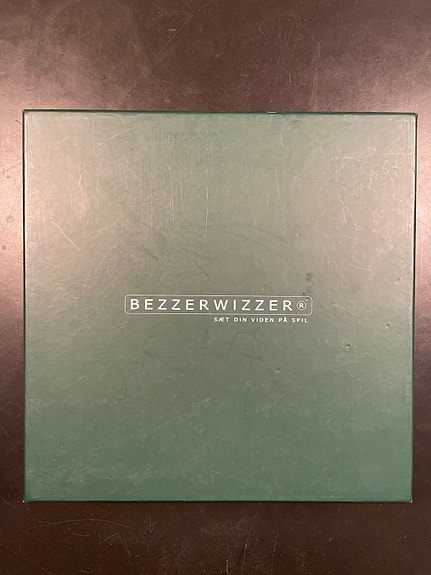 BEZZERWIZZER®
SÆT DIN VIDEN PÅ SPIL